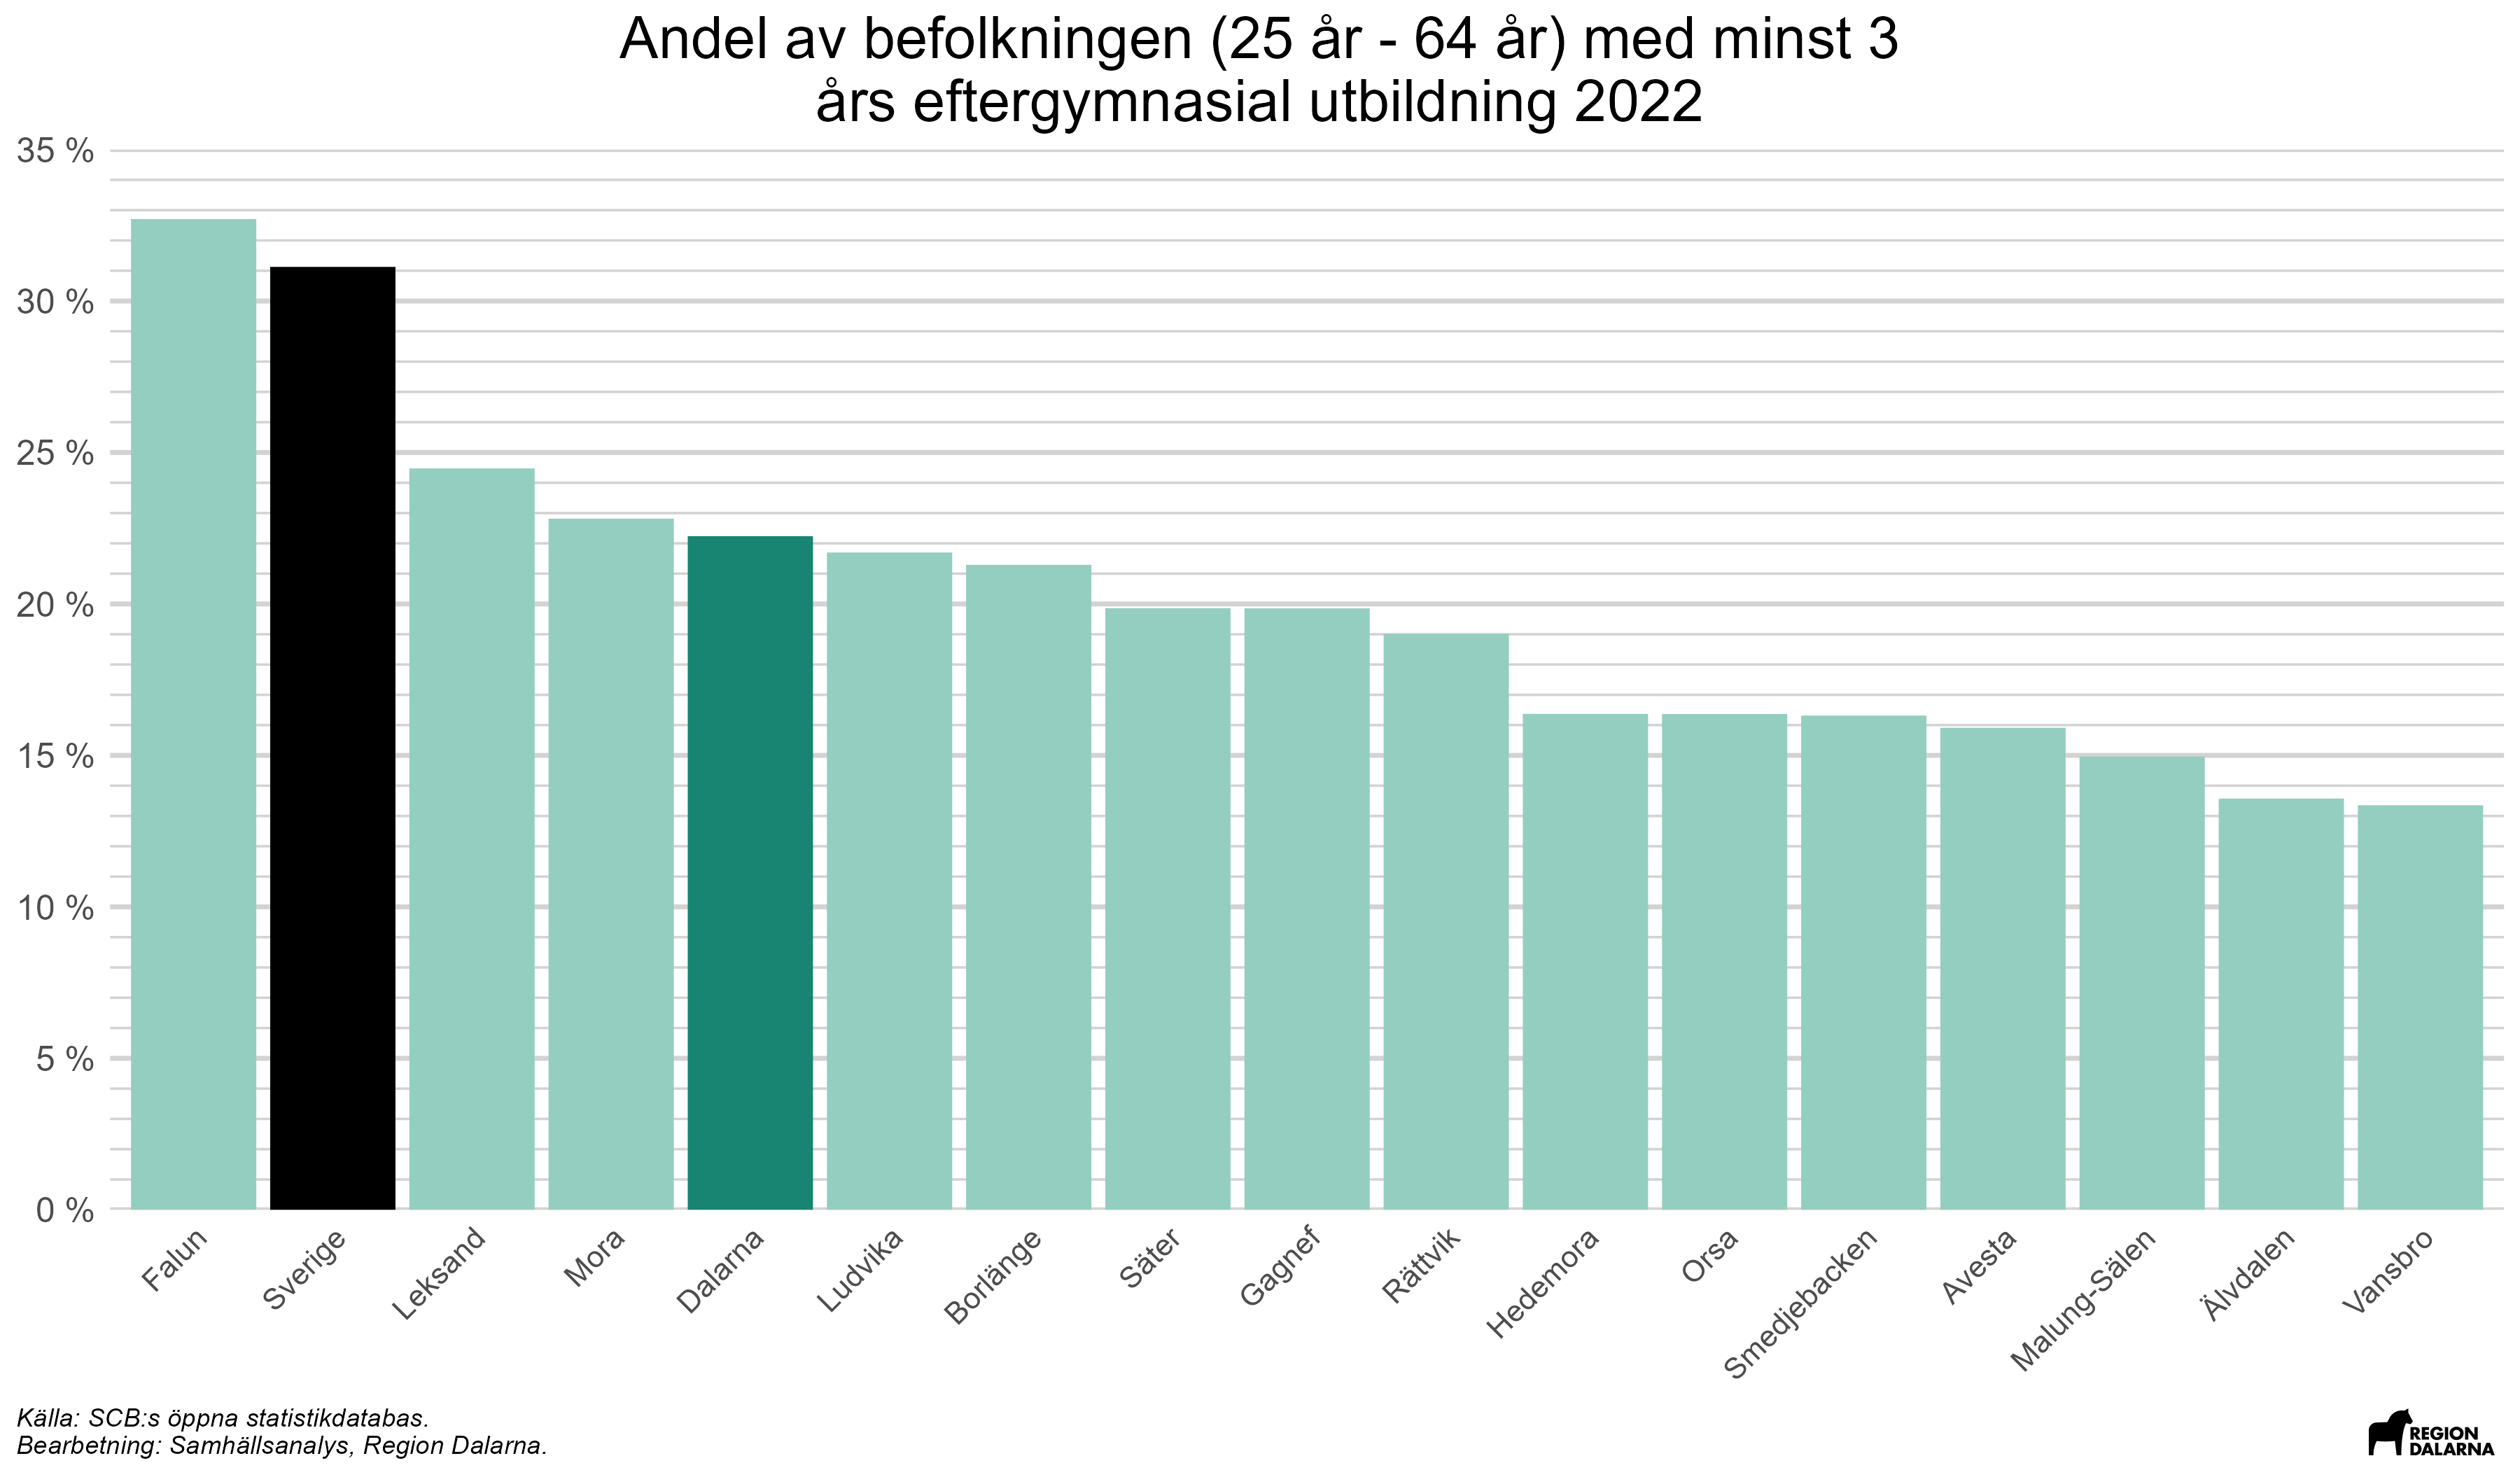 Andel av befolkningen (25 år - 64 år) med minst 3
års eftergymnasial utbildning 2022
35 %
30 %
25 %
20 %
15 %
10 %
5 %
0 %
Falun
Sverige
Leksand
Mora
Dalarna
Ludvika
Borlänge
Säter
Gagnef
Rättvik
Hedemora
Orsa
Smedjebacken
Avesta
Malung-Sälen
Älvdalen
Vansbro
Källa: SCB:s öppna statistikdatabas.
Bearbetning: Samhällsanalys, Region Dalarna.
REGION
DALARNA